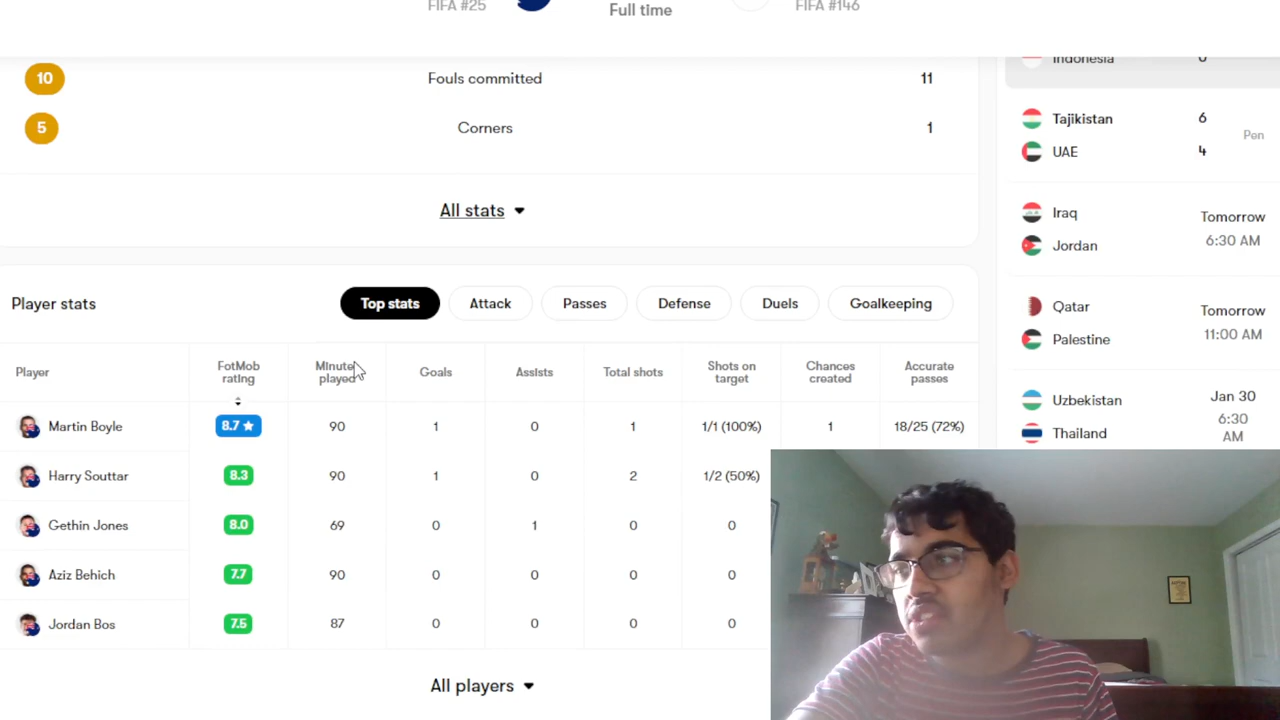 FIFA #25 Full time FIFA #146
10 Fouls committed 11
5 Corners 1
All stats
Player stats Top stats Attack Passes Defense Duels Goalkeeping
Player FotMob rating Minutes played Goals Assists Total shots Shots on target Chances created Accurate passes
Martin Boyle 8.7 90 1 0 1 1/1 (100%) 1 18/25 (72%)
Harry Souttar 8.3 90 1 0 2 1/2 (50%)
Gethin Jones 8.0 69 0 1 0 0
Aziz Behich 7.7 90 0 0 0 0
Jordan Bos 7.5 87 0 0 0 0
All players
Indonesia 0
Tajikistan 6
Pen
UAE 4
Iraq Tomorrow
Jordan 6:30 AM
Qatar Tomorrow
Palestine 11:00 AM
Uzbekistan Jan 30
6:30
Thailand AM